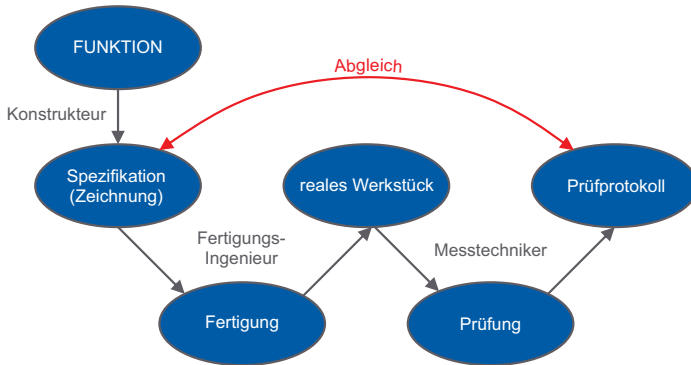 FUNKTION
Abgleich
Konstrukteur
Spezifikation
(Zeichnung)
reales Werkstück
Prüfprotokoll
Fertigungs-
Ingenieur
Messtechniker
Fertigung
Prüfung